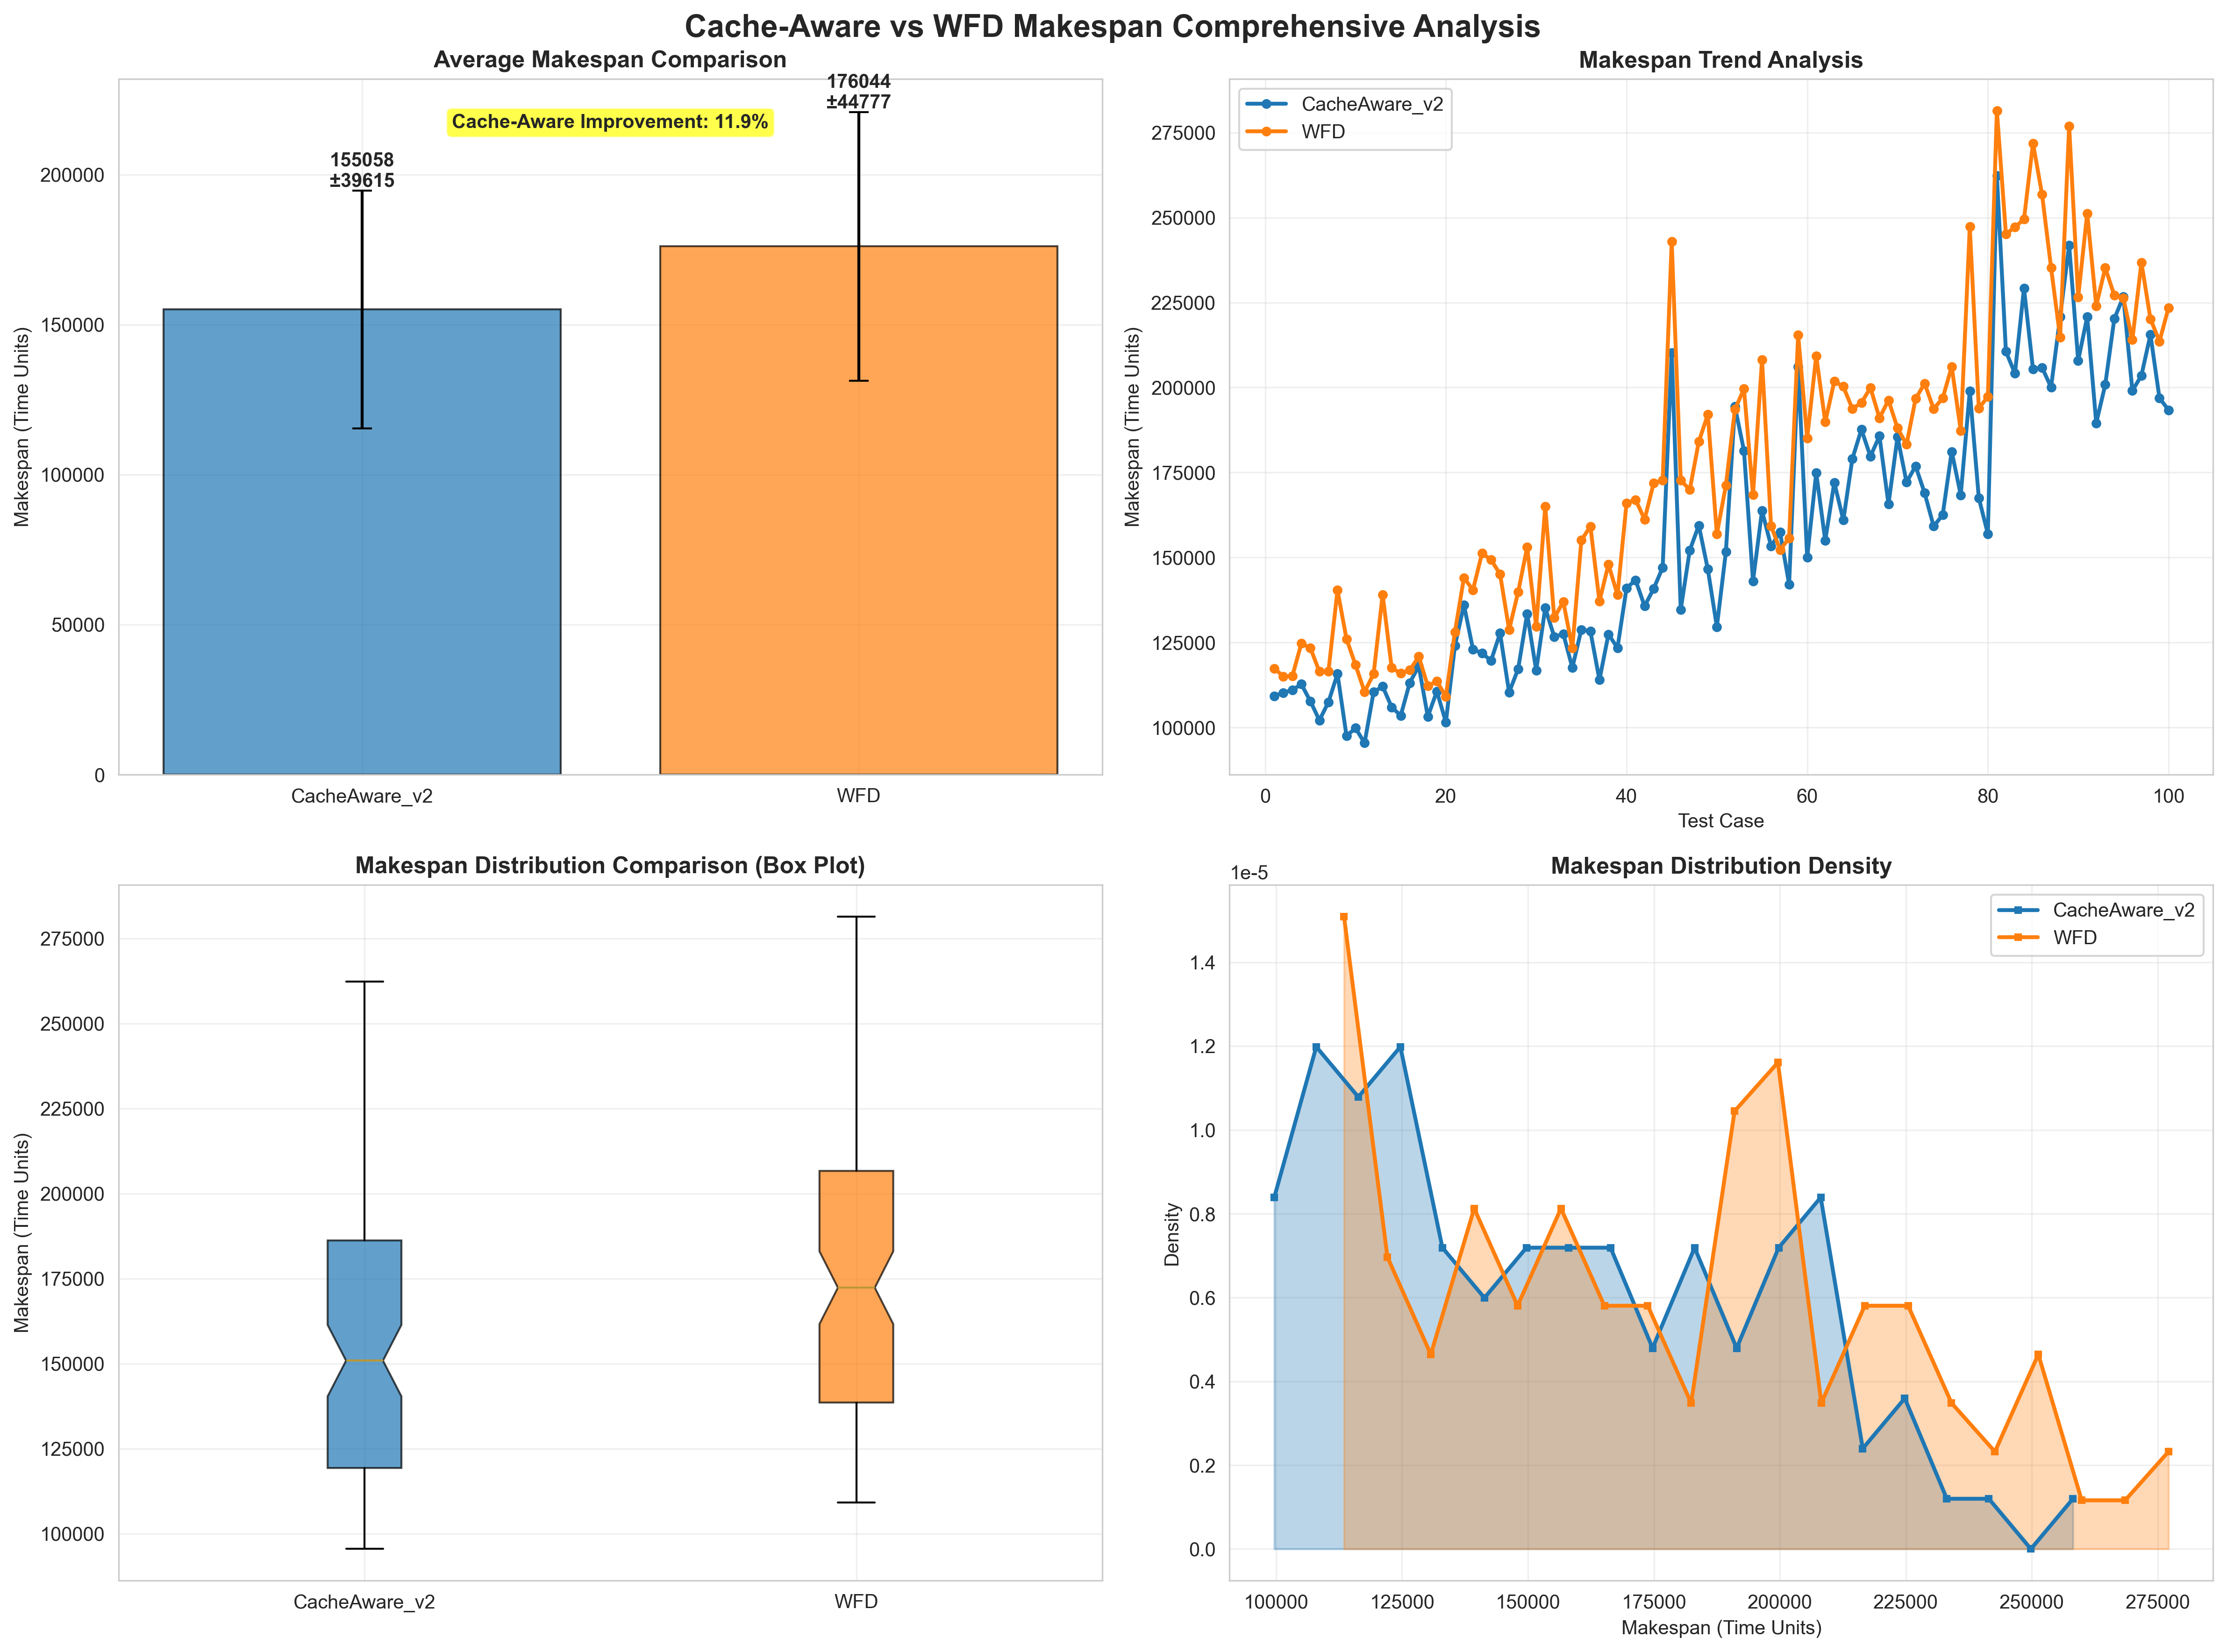 Cache-Aware vs WFD Makespan Comprehensive Analysis
Average Makespan Comparison
176044
±44777
Cache-Aware Improvement: 11.9%
155058
±39615
200000
150000
100000
50000
0
Makespan (Time Units)
CacheAware_v2
WFD
Makespan Trend Analysis
CacheAware_v2
WFD
275000
250000
225000
200000
175000
150000
125000
100000
Makespan (Time Units)
0 20 40 60 80 100
Test Case
Makespan Distribution Comparison (Box Plot)
275000
250000
225000
200000
175000
150000
125000
100000
Makespan (Time Units)
CacheAware_v2
WFD
Makespan Distribution Density
1e-5
CacheAware_v2
WFD
1.4
1.2
1.0
0.8
0.6
0.4
0.2
0.0
Density
100000 125000 150000 175000 200000 225000 250000 275000
Makespan (Time Units)